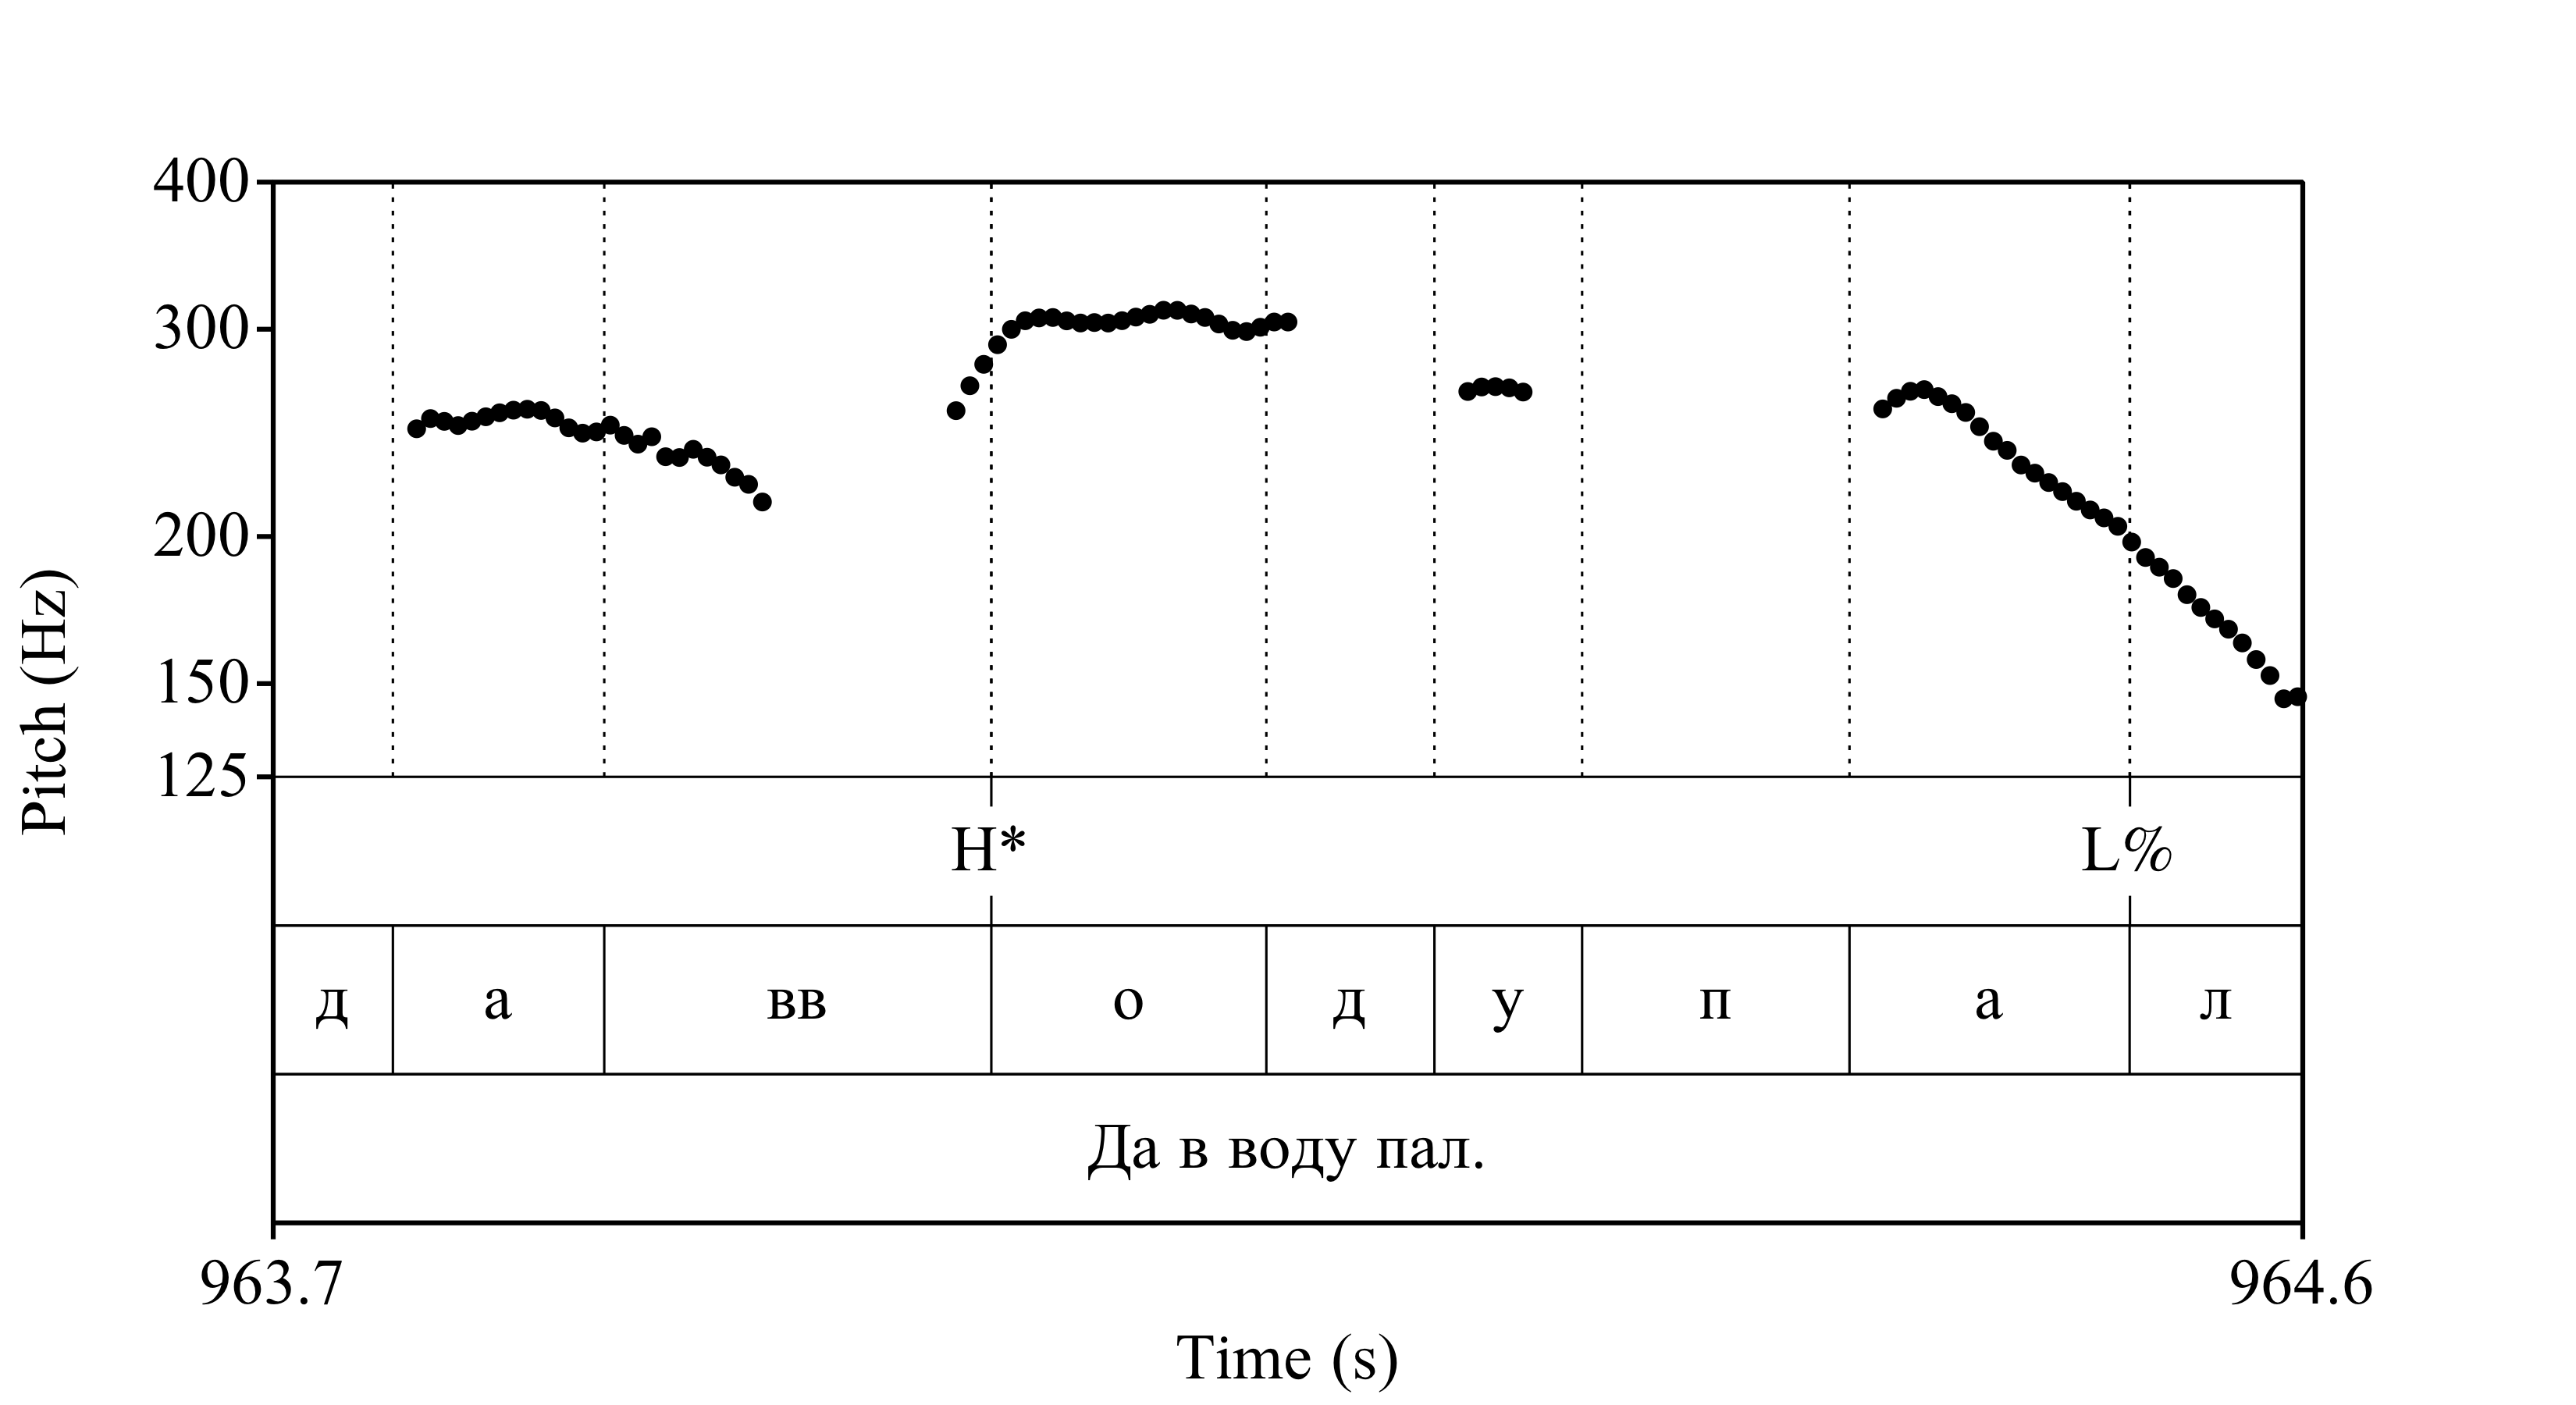 400
300
200
150
125
Pitch (Hz)
H* L%
д а вв о д у п а л
Да в воду пал.
963.7 964.6
Time (s)